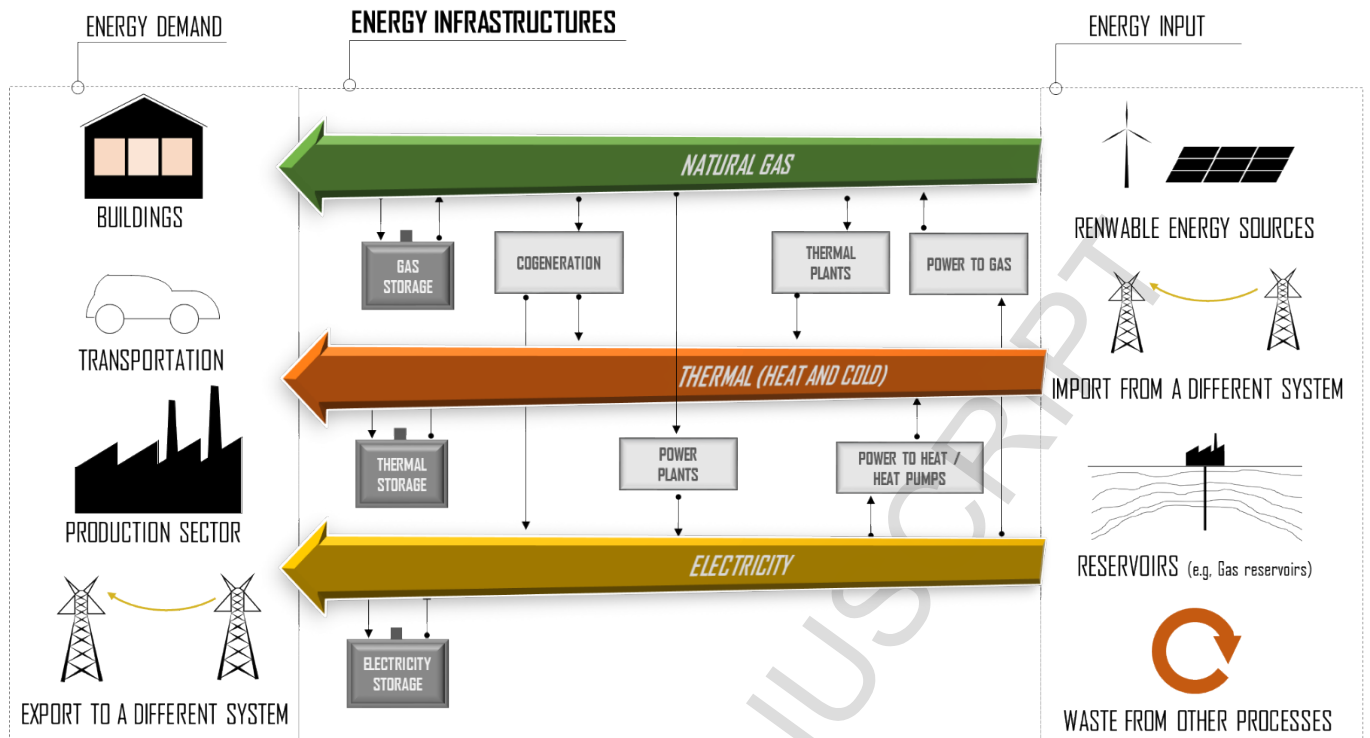 ENERGY DEMAND
ENERGY INFRASTRUCTURES
ENERGY INPUT
BUILDINGS
TRANSPORTATION
PRODUCTION SECTOR
EXPORT TO A DIFFERENT SYSTEM
NATURAL GAS
GAS
STORAGE
COGENERATION
THERMAL
PLANTS
POWER TO GAS
THERMAL (HEAT AND COLD)
THERMAL
STORAGE
POWER
PLANTS
POWER TO HEAT /
HEAT PUMPS
ELECTRICITY
ELECTRICITY
STORAGE
RENWABLE ENERGY SOURCES
IMPORT FROM A DIFFERENT SYSTEM
RESERVOIRS (e.g, Gas reservoirs)
WASTE FROM OTHER PROCESSES
USCRIPT